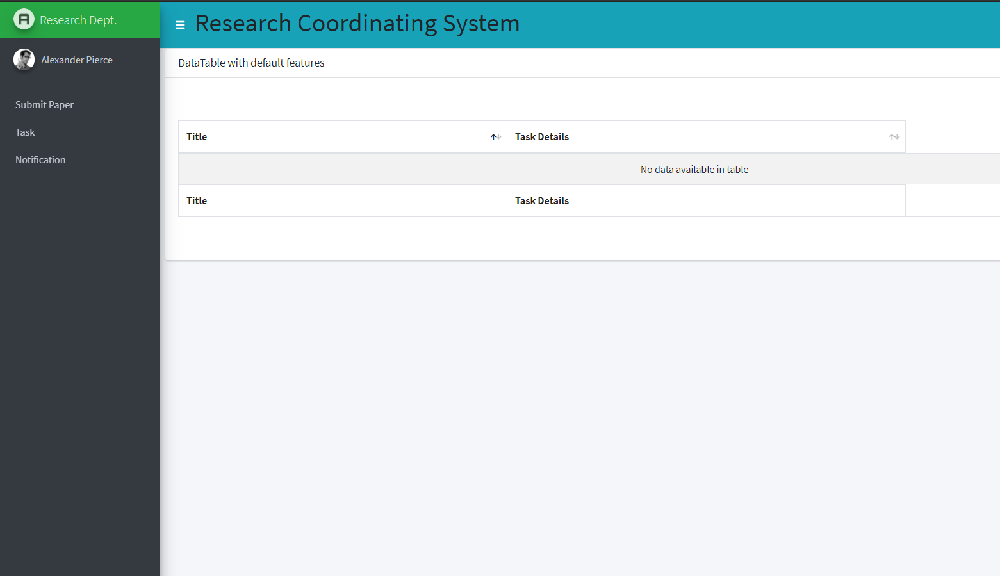 Research Dept.
Research Coordinating System
Alexander Pierce
Submit Paper
Task
Notification
DataTable with default features
Title Task Details
No data available in table
Title Task Details